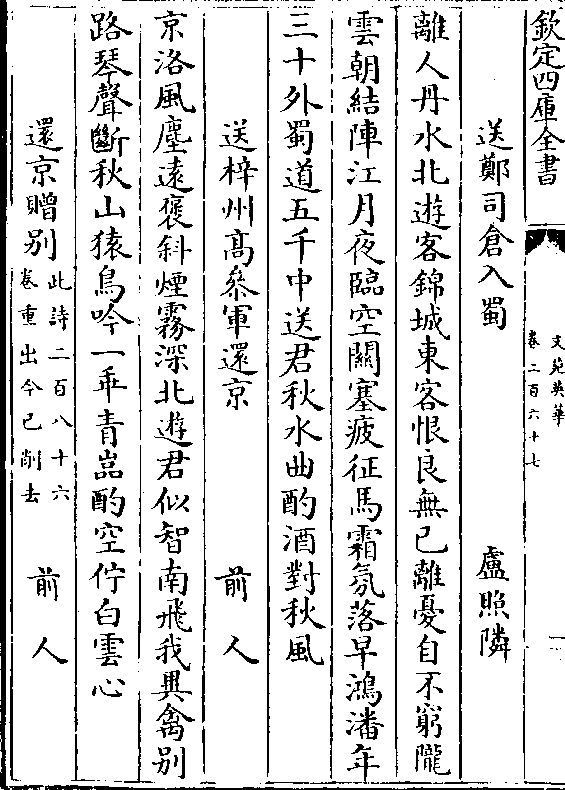 欽定四庫全書
文苑英華
卷二百六十七
一
送鄭司倉入蜀 盧照隣
離人丹水北遊客錦城東客恨良無已離憂自不窮隴
雲朝結陣江月夜臨空關塞疲征馬霜氛落早鴻潘年
三十外蜀道五千中送君秋水曲酌酒對秋風
送梓州髙叅軍還京 前人
京洛風塵逺褒斜煙霧深北遊君似智南飛我異禽别
路琴聲斷秋山猿鳥吟一乖青嵓酌空佇白雲心
還京贈别 此詩二百八十六
卷重出今已削去 前人